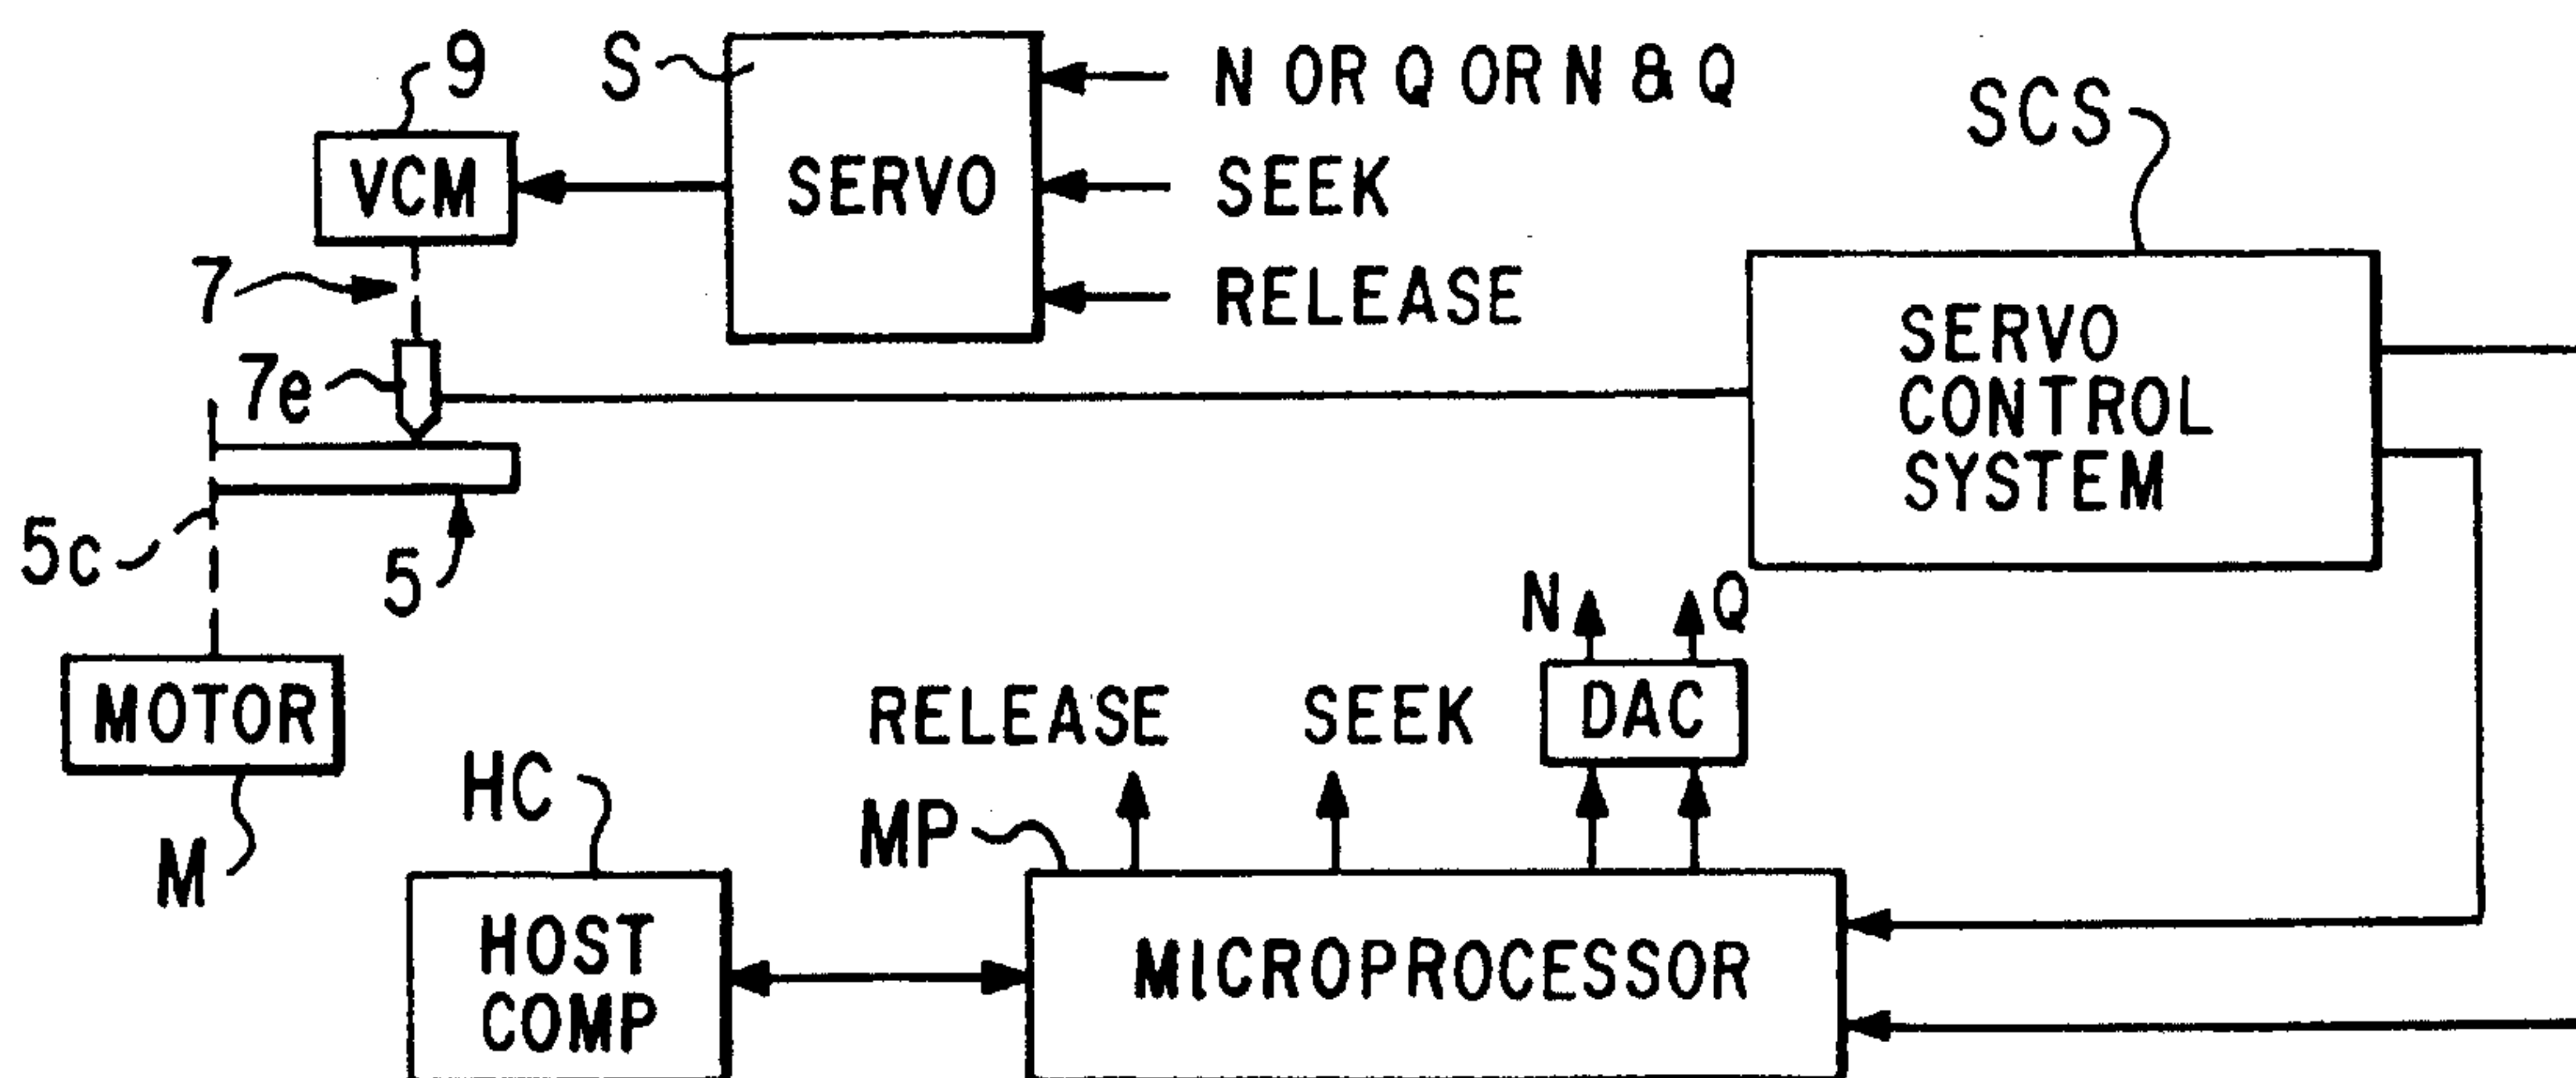 9
S
N OR Q OR N & Q
VCM
SERVO
SEEK
SCS
7
RELEASE
7e
SERVO
CONTROL
SYSTEM
5c
5
N
Q
MOTOR
RELEASE
SEEK
DAC
HC
MP
M
HOST
COMP
MICROPROCESSOR